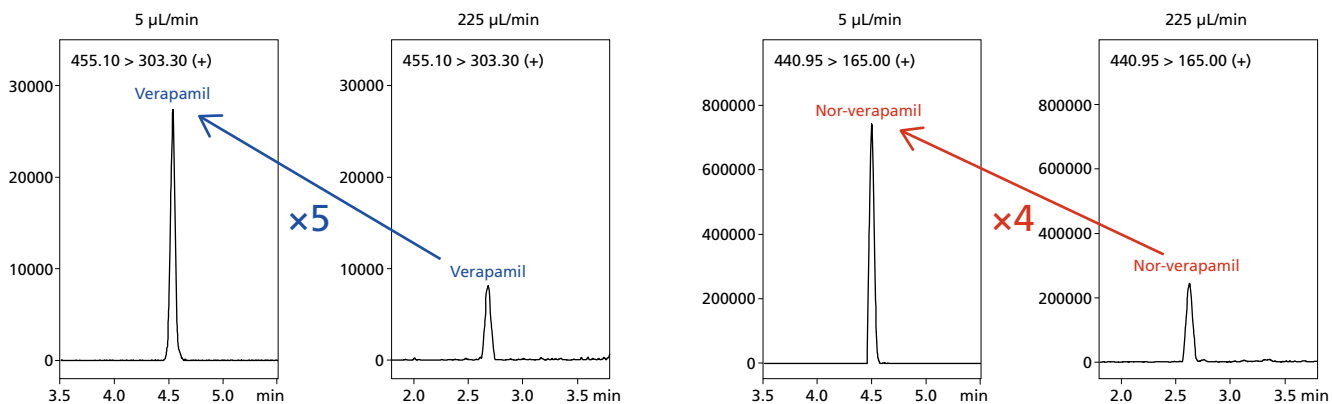 5 µL/min
225 µL/min
455.10 > 303.30 (+)
Verapamil
30000
20000
10000
0
3.5 4.0 4.5 5.0 min
455.10 > 303.30 (+)
Verapamil
30000
20000
10000
0
2.0 2.5 3.0 3.5 min
×5
5 µL/min
225 µL/min
440.95 > 165.00 (+)
Nor-verapamil
800000
600000
400000
200000
0
3.5 4.0 4.5 5.0 min
440.95 > 165.00 (+)
Nor-verapamil
800000
600000
400000
200000
0
2.0 2.5 3.0 3.5 min
×4